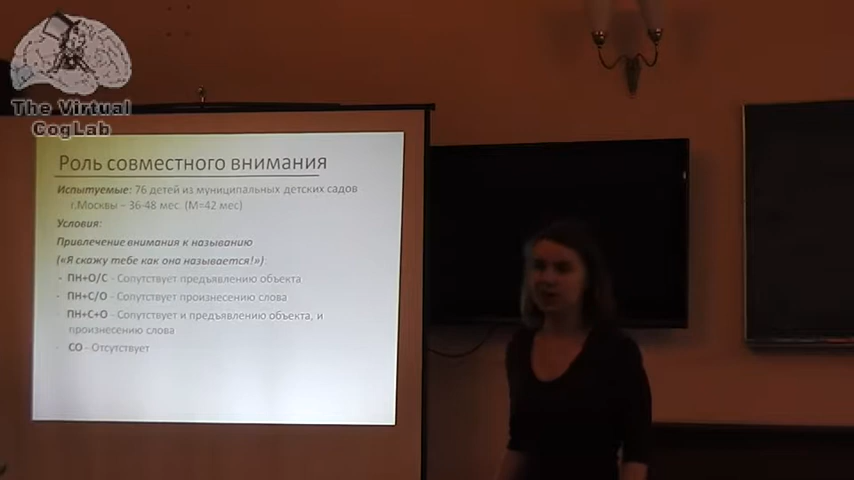 The Virtual
CogLab
Роль совместного внимания
Испытуемые: 76 детей из муниципальных детских садов
г.Москвы – 36-48 мес. (М=42 мес)
Условия:
Привлечение внимания к называнию
(«Я скажу тебе как она называется!»):
- ПН+О/С - Сопутствует предъявлению объекта
- ПН+С/О - Сопутствует произнесению слова
- ПН+С+О - Сопутствует и предъявлению объекта, и
произнесению слова
- СО - Отсутствует